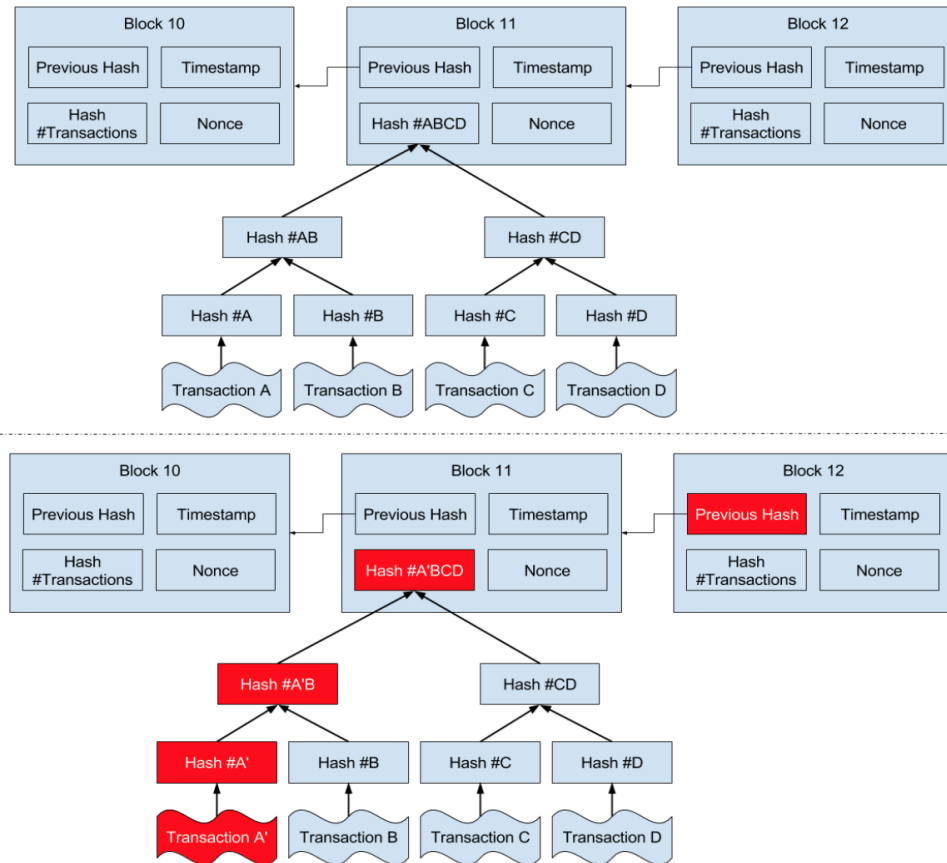 Block 10
Block 11
Block 12
Previous Hash
Timestamp
Previous Hash
Timestamp
Previous Hash
Timestamp
Hash
#Transactions
Nonce
Hash #ABCD
Nonce
Hash
#Transactions
Nonce
Hash #AB
Hash #CD
Hash #A
Hash #B
Hash #C
Hash #D
Transaction A
Transaction B
Transaction C
Transaction D
Block 10
Block 11
Block 12
Previous Hash
Timestamp
Previous Hash
Timestamp
Previous Hash
Timestamp
Hash
#Transactions
Nonce
Hash #A'BCD
Nonce
Hash
#Transactions
Nonce
Hash #A'B
Hash #CD
Hash #A'
Hash #B
Hash #C
Hash #D
Transaction A'
Transaction B
Transaction C
Transaction D